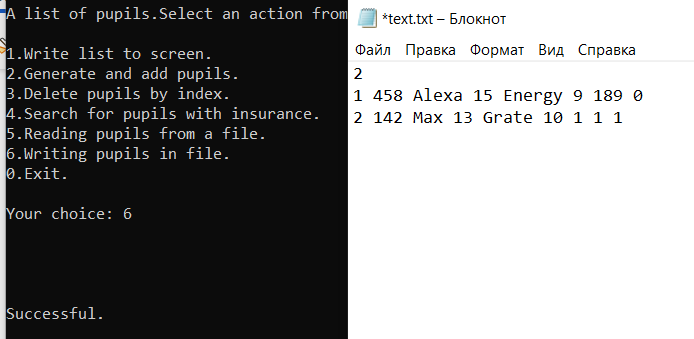 A list of pupils.Select an action from
1.Write list to screen.
2.Generate and add pupils.
3.Delete pupils by index.
4.Search for pupils with insurance.
5.Reading pupils from a file.
6.Writing pupils in file.
0.Exit.
Your choice: 6
Successful.
*text.txt – Блокнот
Файл Правка Формат Вид Справка
2
1 458 Alexa 15 Energy 9 189 0
2 142 Max 13 Grate 10 1 1 1